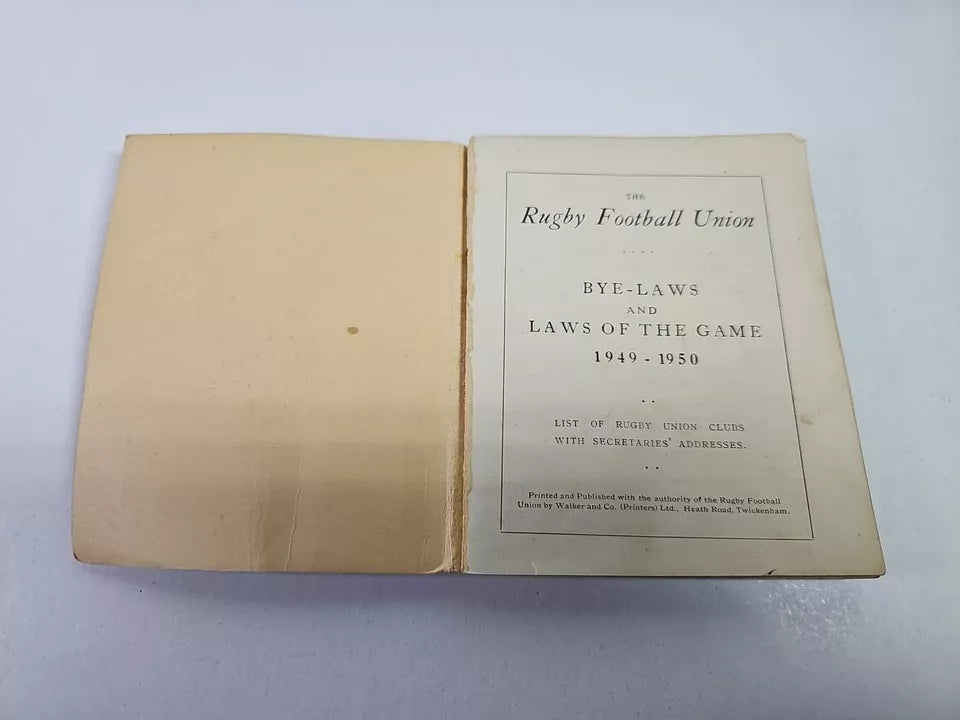 THE
Rugby Football Union
BYE-LAWS
AND
LAWS OF THE GAME
1949 - 1950
LIST OF RUGBY UNION CLUBS
WITH SECRETARIES' ADDRESSES.
Printed and Published with the authority of the Rugby Football
Union by Walker and Co. (Printers) Ltd., Heath Road, Twickenham.